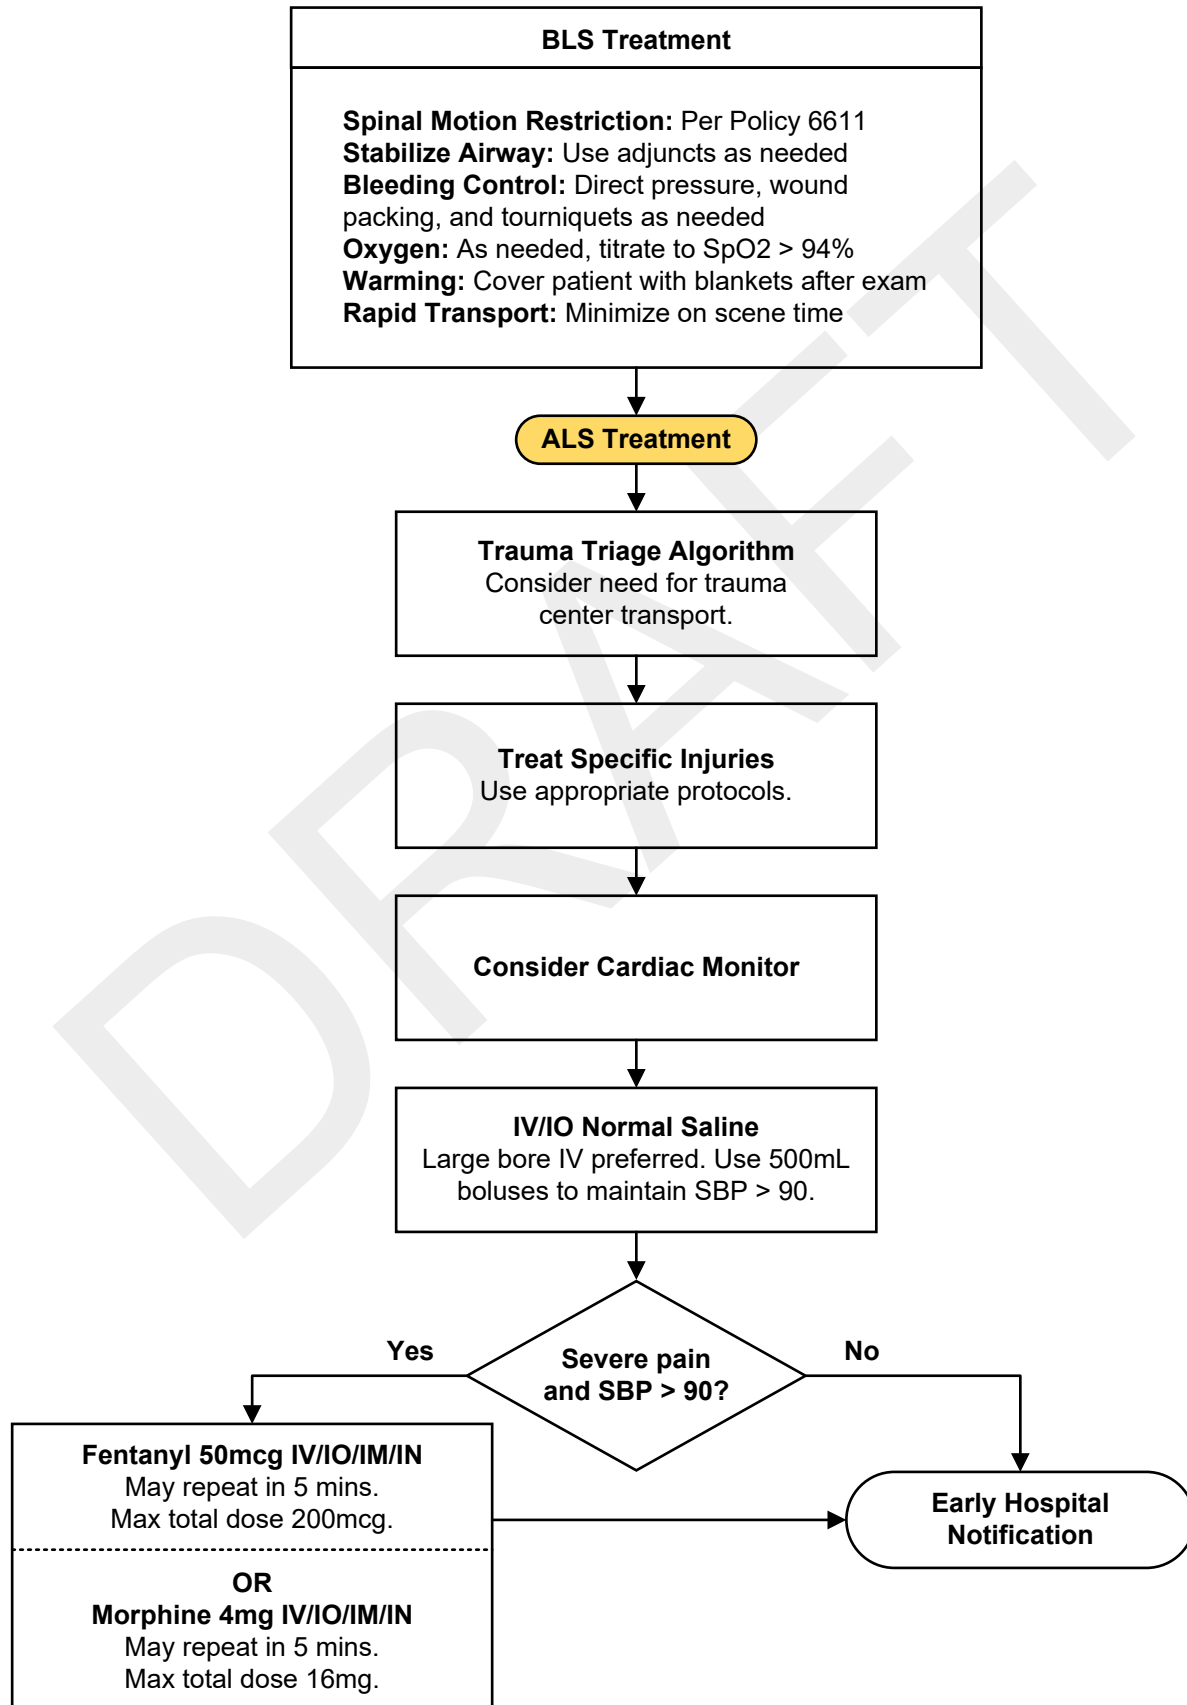 BLS Treatment
Spinal Motion Restriction: Per Policy 6611
Stabilize Airway: Use adjuncts as needed
Bleeding Control: Direct pressure, wound
packing, and tourniquets as needed
Oxygen: As needed, titrate to SpO2 > 94%
Warming: Cover patient with blankets after exam
Rapid Transport: Minimize on scene time
ALS Treatment
Trauma Triage Algorithm
Consider need for trauma
center transport.
Treat Specific Injuries
Use appropriate protocols.
Consider Cardiac Monitor
IV/IO Normal Saline
Large bore IV preferred. Use 500mL
boluses to maintain SBP > 90.
Severe pain
and SBP > 90?
Yes
No
Fentanyl 50mcg IV/IO/IM/IN
May repeat in 5 mins.
Max total dose 200mcg.
OR
Morphine 4mg IV/IO/IM/IN
May repeat in 5 mins.
Max total dose 16mg.
Early Hospital
Notification
DRAFT